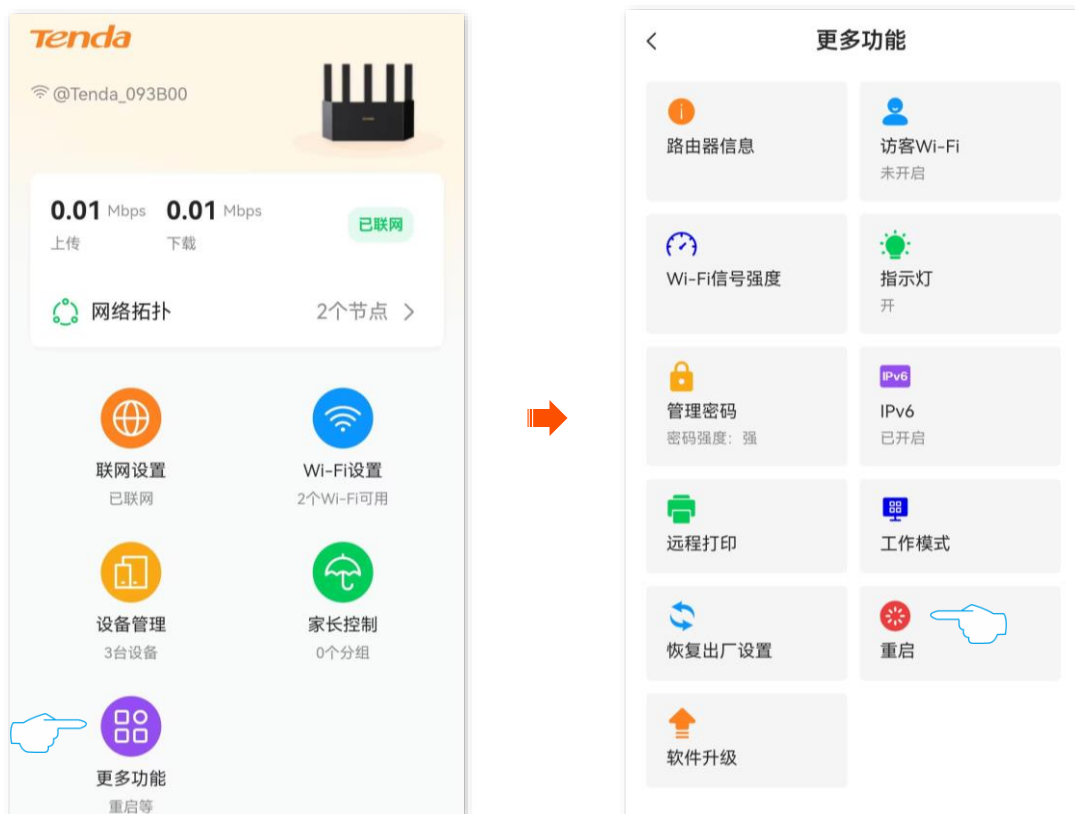 Tenda
@Tenda_093B00
0.01 Mbps 0.01 Mbps
已联网
上传 下载
网络拓扑 2个节点
联网设置 Wi-Fi设置
已联网 2个Wi-Fi可用
设备管理 家长控制
3台设备 0个分组
更多功能
重启等
更多功能
路由器信息 访客Wi-Fi
未开启
Wi-Fi信号强度 指示灯
开
IPv6
管理密码 IPv6
密码强度：强 已开启
远程打印 工作模式
恢复出厂设置 重启
软件升级